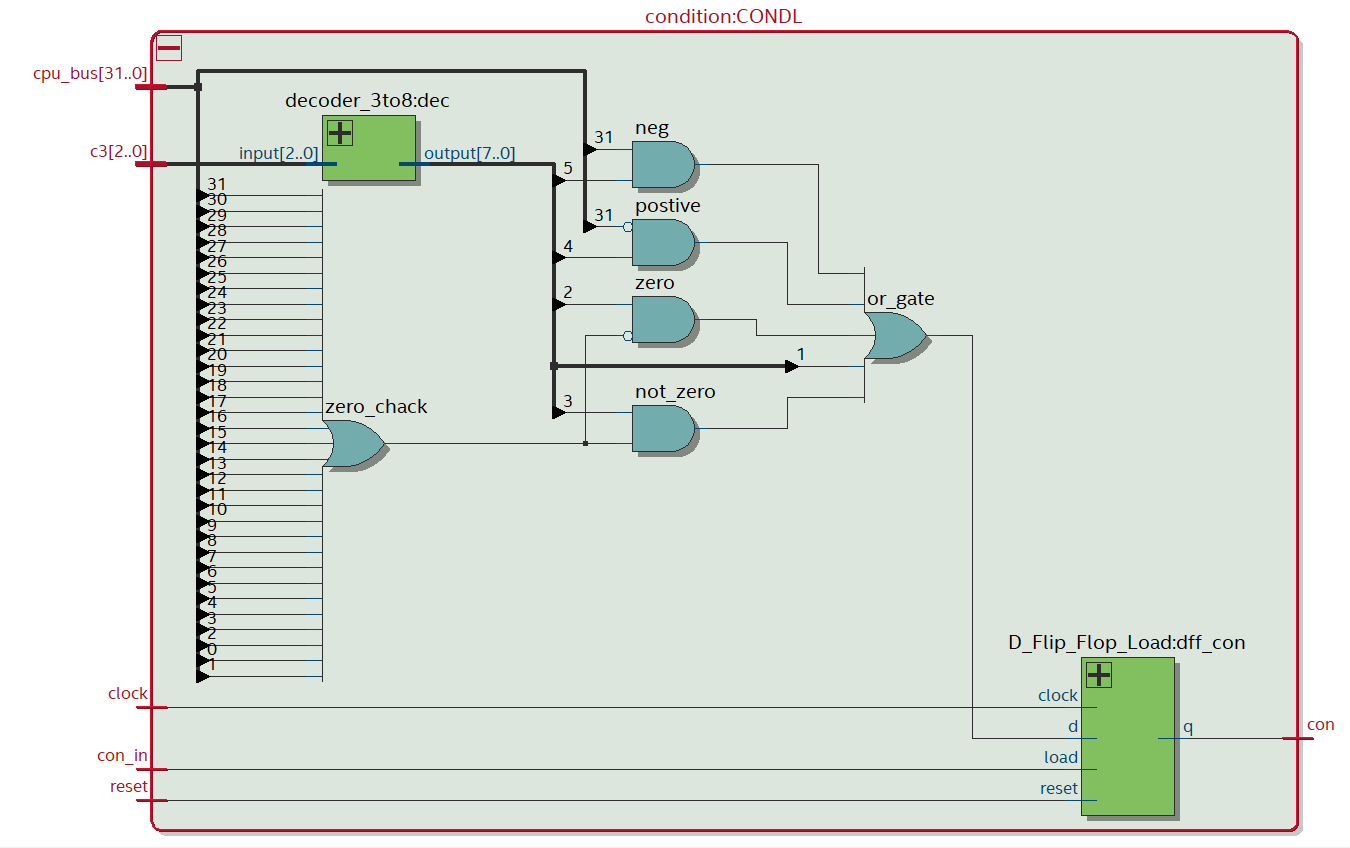 condition:CONDL
cpu_bus[31..0]
decoder_3to8:dec
c3[2..0]
input[2..0]
output[7..0]
31
neg
5
31
postive
4
2
zero
or_gate
1
3
not_zero
31
30
29
28
27
26
25
24
23
22
21
20
19
18
17
16
15
14
13
12
11
10
9
8
7
6
5
4
3
2
0
1
zero_chack
D_Flip_Flop_Load:dff_con
clock
clock
d
q
con
con_in
load
reset
reset